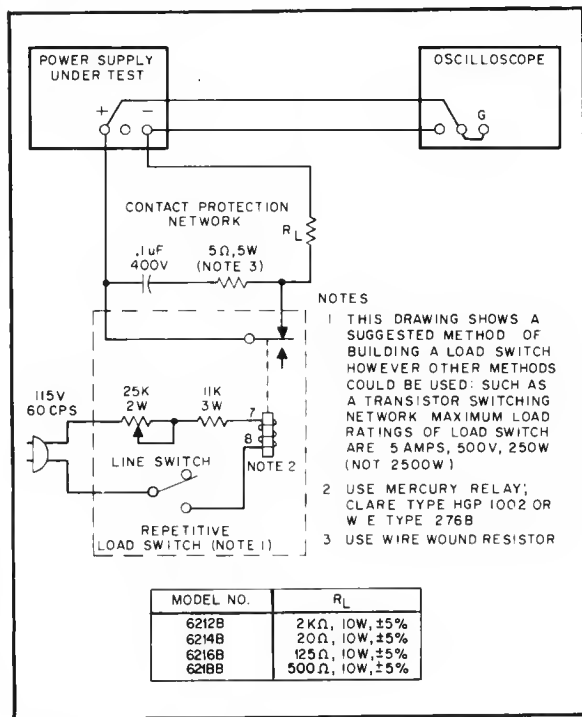 POWER SUPPLY
UNDER TEST
+ -
OSCILLOSCOPE
G
CONTACT PROTECTION
NETWORK
RL
.1uF
400V
5Ω,5W
(NOTE 3)
NOTES
1 THIS DRAWING SHOWS A
SUGGESTED METHOD OF
BUILDING A LOAD SWITCH
HOWEVER OTHER METHODS
COULD BE USED: SUCH AS
A TRANSISTOR SWITCHING
NETWORK MAXIMUM LOAD
RATINGS OF LOAD SWITCH
ARE 5 AMPS, 500V, 250W
(NOT 2500W)
2 USE MERCURY RELAY;
CLARE TYPE HGP 1002 OR
W E TYPE 276B
3 USE WIRE WOUND RESISTOR
115V
60 CPS
25K
2W
11K
3W
7
8
LINE SWITCH
NOTE 2
REPETITIVE
LOAD SWITCH (NOTE 1)
MODEL NO. RL
6212B 2KΩ, 10W, ±5%
6214B 20Ω, 10W, ±5%
6216B 125Ω, 10W, ±5%
6218B 500Ω, 10W, ±5%